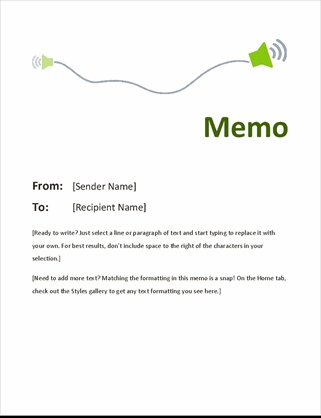 Memo
From: [Sender Name]
To: [Recipient Name]
[Ready to write? Just select a line or paragraph of text and start typing to replace it with
your own. For best results, don't include space to the right of the characters in your
selection.]
[Need to add more text? Matching the formatting in this memo is a snap! On the Home tab,
check out the Styles gallery to get any text formatting you see here.]